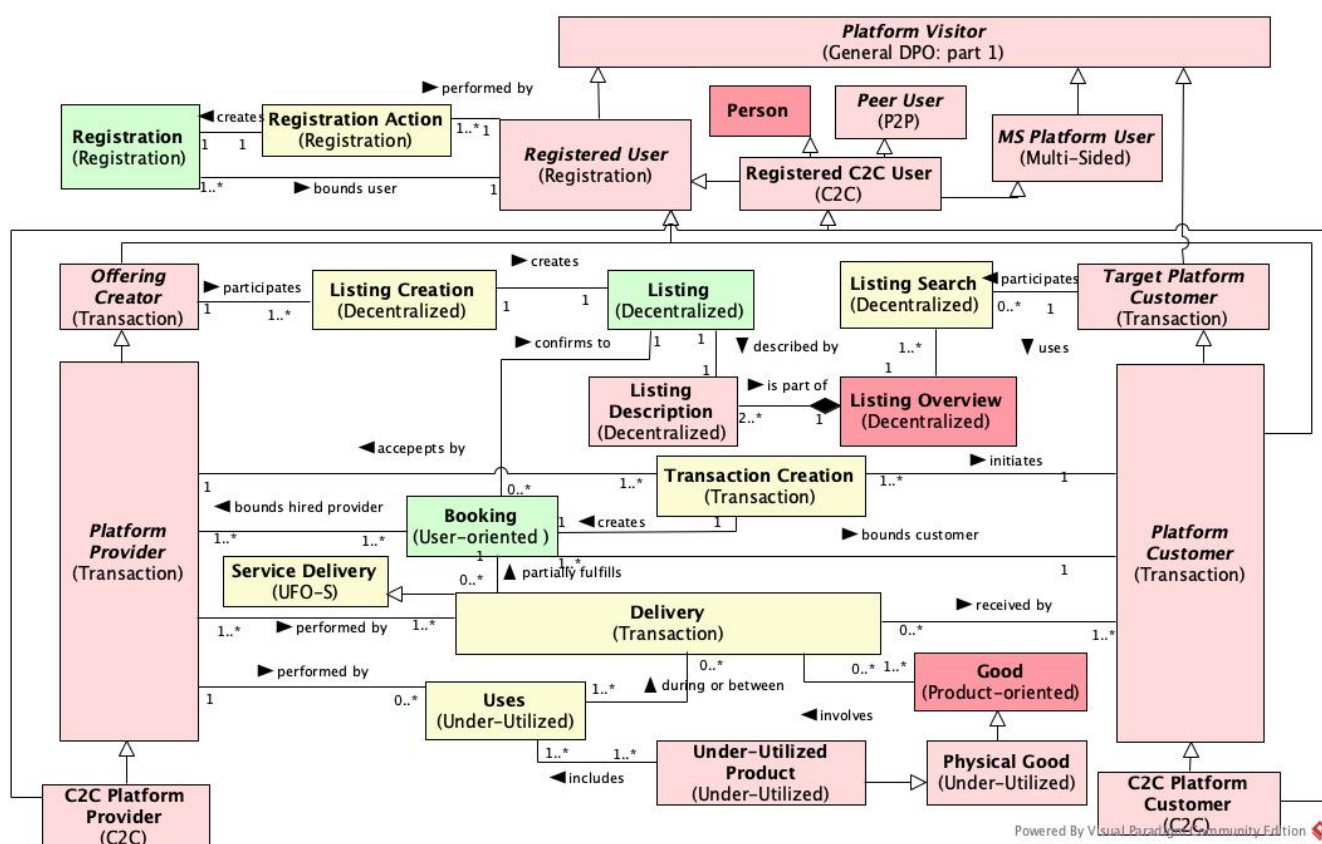 Platform Visitor
(General DPO: part 1)
► performed by
Registration
(Registration)
◄ creates
1
1
Registration Action
(Registration)
1..*
1
Registered User
(Registration)
Person
Peer User
(P2P)
MS Platform User
(Multi-Sided)
Registered C2C User
(C2C)
1..*
► bounds user
1
Offering
Creator
(Transaction)
► participates
1
1..*
Listing Creation
(Decentralized)
► creates
1
1
Listing
(Decentralized)
Listing Search
(Decentralized)
◄ participates
0..*
1
Target Platform
Customer
(Transaction)
► confirms to
1
1
▼ described by
1..*
▼ uses
1
1
Listing
Description
(Decentralized)
► is part of
2..*
1
Listing Overview
(Decentralized)
◄ accepepts by
1
1..*
Transaction Creation
(Transaction)
► initiates
1..*
1
◄ bounds hired provider
1..*
1..*
0..*
Booking
(User-oriented )
1
◄ creates
1
► bounds customer
1
1..*
1
Platform
Provider
(Transaction)
Platform
Customer
(Transaction)
Service Delivery
(UFO-S)
0..*
▲ partially fulfills
Delivery
(Transaction)
► received by
0..*
1..*
1..*
► performed by
1..*
► performed by
1
0..*
Uses
(Under-Utilized)
1..*
0..*
▲ during or between
0..*
1..*
Good
(Product-oriented)
◄ involves
1..*
1..*
◄ includes
Under-Utilized
Product
(Under-Utilized)
Physical Good
(Under-Utilized)
C2C Platform
Provider
(C2C)
C2C Platform
Customer
(C2C)
Powered By Visual Paradigm Community Edition